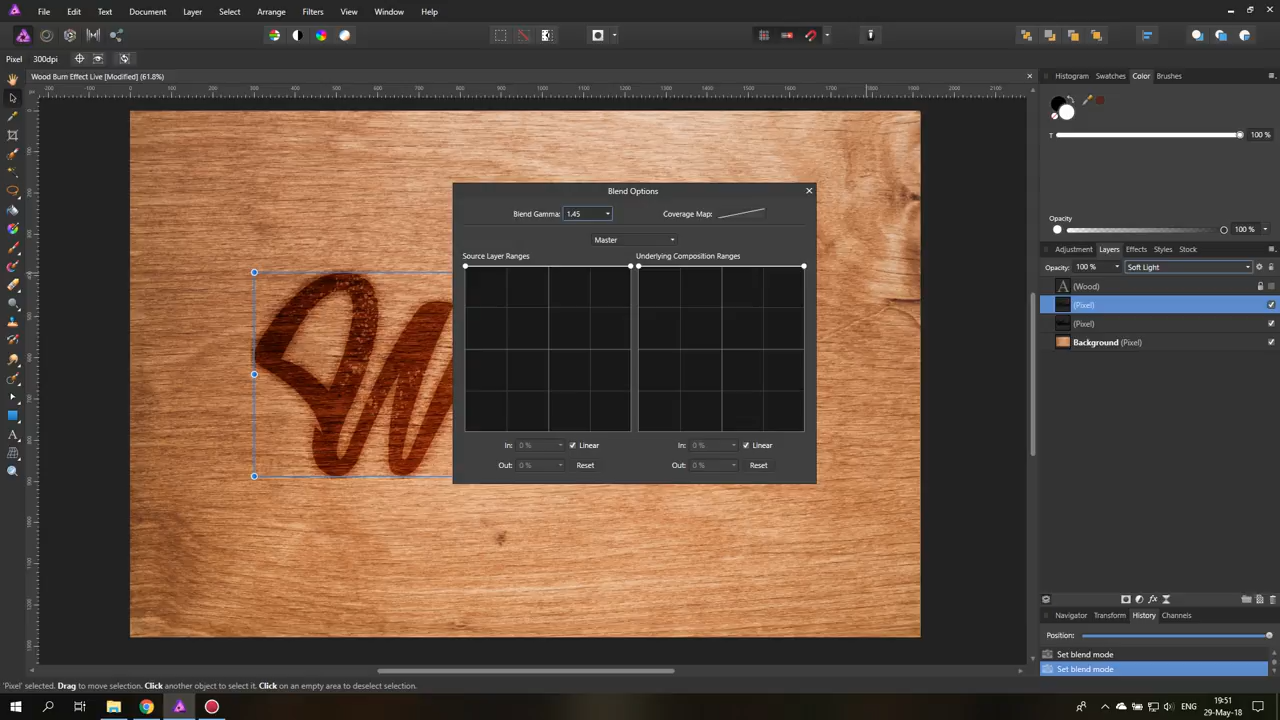 File Edit Text Document Layer Select Arrange Filters View Window Help
Pixel 300dpi
Wood Burn Effect Live [Modified] (61.8%)
Histogram Swatches Color Brushes
100 %
Opacity
100 %
Adjustment Layers Effects Styles Stock
Opacity: 100 % Soft Light
(Wood)
(Pixel)
(Pixel)
Background (Pixel)
Blend Options
Blend Gamma: 1.45 Coverage Map:
Master
Source Layer Ranges Underlying Composition Ranges
In: 0 % Linear In: 0 % Linear
Out: 0 % Reset Out: 0 % Reset
Navigator Transform History Channels
Position:
Set blend mode
Set blend mode
'Pixel' selected. Drag to move selection. Click another object to select it. Click on an empty area to deselect selection.
19:51
29-May-18